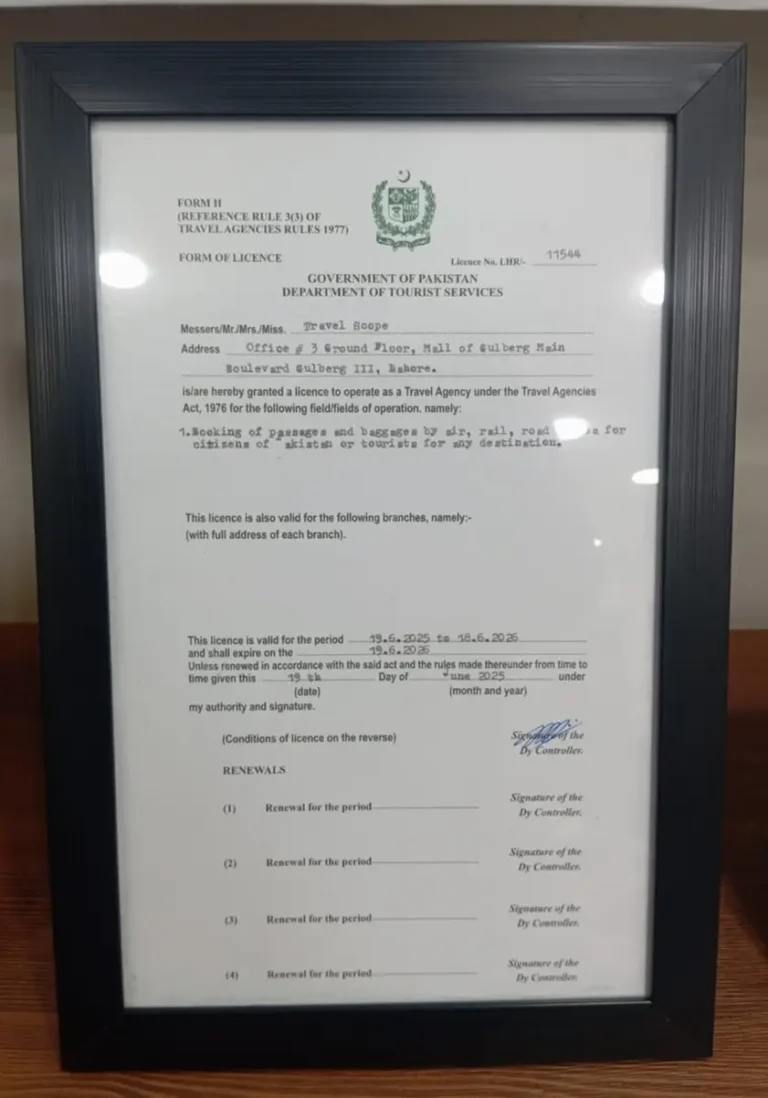 FORM II
(REFERENCE RULE 3(3) OF
TRAVEL AGENCIES RULES 1977)
FORM OF LICENCE
Licence No. LHR/- 11544
GOVERNMENT OF PAKISTAN
DEPARTMENT OF TOURIST SERVICES
Messers/Mr./Mrs./Miss. Travel Scope
Address Office # 3 Ground Floor, Mall of Gulberg Main
Boulevard Gulberg III, Lahore.
is/are hereby granted a licence to operate as a Travel Agency under the Travel Agencies
Act, 1976 for the following field/fields of operation. namely:
1.Booking of passages and baggages by air, rail, road for
citizens of Pakistan or tourists for any destination.
This licence is also valid for the following branches, namely:-
(with full address of each branch).
This licence is valid for the period 19.6.2025 to 18.6.2026
and shall expire on the 19.6.2026
Unless renewed in accordance with the said act and the rules made thereunder from time to
time given this 19 th Day of June 2025 under
(date) (month and year)
my authority and signature.
(Conditions of licence on the reverse)
Signature of the
Dy Controller.
RENEWALS
(1) Renewal for the period
Signature of the
Dy Controller.
(2) Renewal for the period
Signature of the
Dy Controller.
(3) Renewal for the period
Signature of the
Dy Controller.
(4) Renewal for the period
Signature of the
Dy Controller.